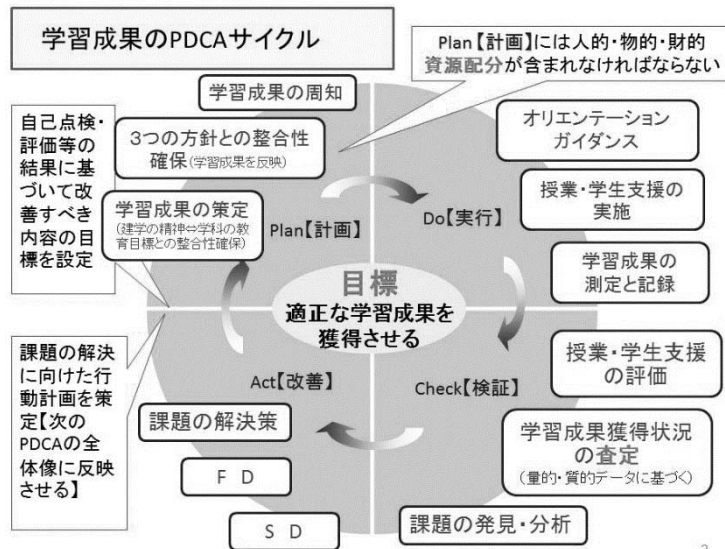 学習成果のPDCAサイクル
Plan【計画】には人的・物的・財的
資源配分が含まれなければならない
学習成果の周知
3つの方針との整合性
確保(学習成果を反映)
学習成果の策定
(建学の精神⇔学科の教
育目標との整合性確保)
自己点検・
評価等の
結果に基
づいて改
善すべき
内容の目
標を設定
Plan【計画】
Do【実行】
オリエンテーション
ガイダンス
授業・学生支援の
実施
学習成果の
測定と記録
目標
適正な学習成果を
獲得させる
授業・学生支援
の評価
Check【検証】
学習成果獲得状況
の査定
(量的・質的データに基づく)
課題の発見・分析
Act【改善】
課題の解決策
F D
S D
課題の解決
に向けた行
動計画を策
定【次の
PDCAの全
体像に反映
させる】